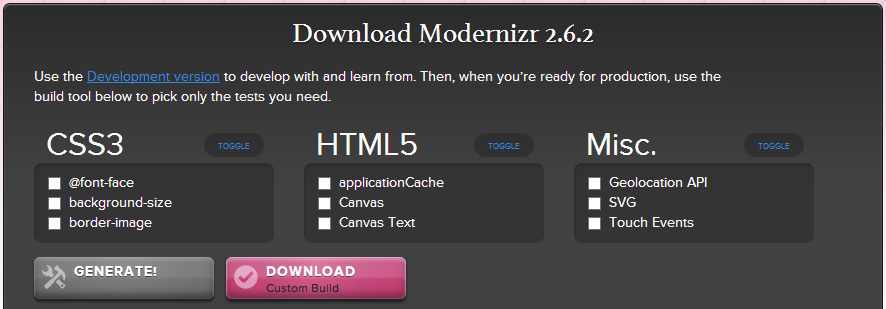 Download Modernizr 2.6.2
Use the Development version to develop with and learn from. Then, when you're ready for production, use the
build tool below to pick only the tests you need.
CSS3 TOGGLE
@font-face
background-size
border-image
HTML5 TOGGLE
applicationCache
Canvas
Canvas Text
Misc. TOGGLE
Geolocation API
SVG
Touch Events
GENERATE!
DOWNLOAD
Custom Build